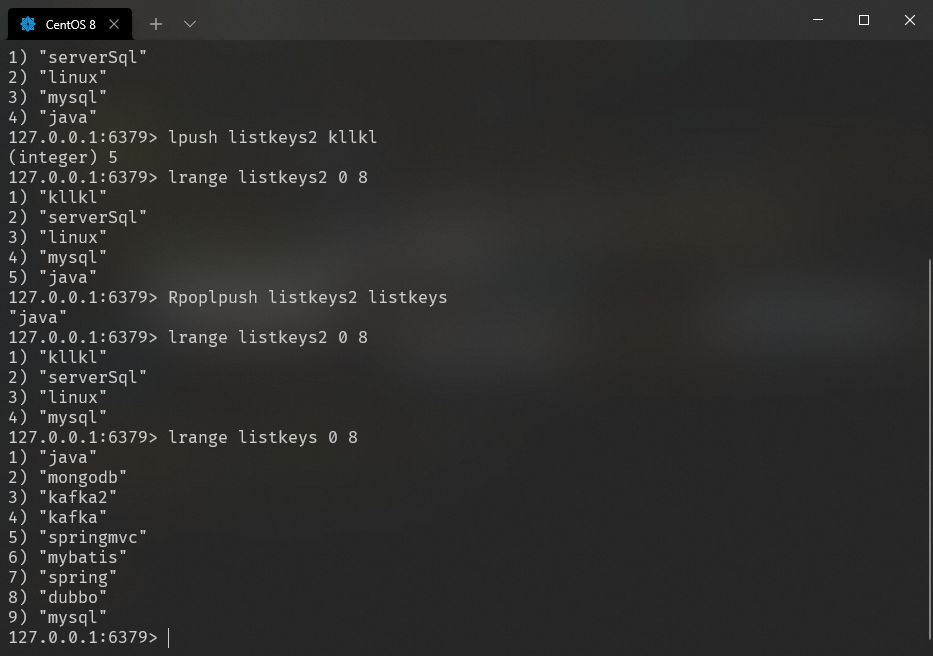 CentOS 8
1) "serverSql"
2) "linux"
3) "mysql"
4) "java"
127.0.0.1:6379> lpush listkeys2 kllkl
(integer) 5
127.0.0.1:6379> lrange listkeys2 0 8
1) "kllkl"
2) "serverSql"
3) "linux"
4) "mysql"
5) "java"
127.0.0.1:6379> Rpoplpush listkeys2 listkeys
"java"
127.0.0.1:6379> lrange listkeys2 0 8
1) "kllkl"
2) "serverSql"
3) "linux"
4) "mysql"
127.0.0.1:6379> lrange listkeys 0 8
1) "java"
2) "mongodb"
3) "kafka2"
4) "kafka"
5) "springmvc"
6) "mybatis"
7) "spring"
8) "dubbo"
9) "mysql"
127.0.0.1:6379>